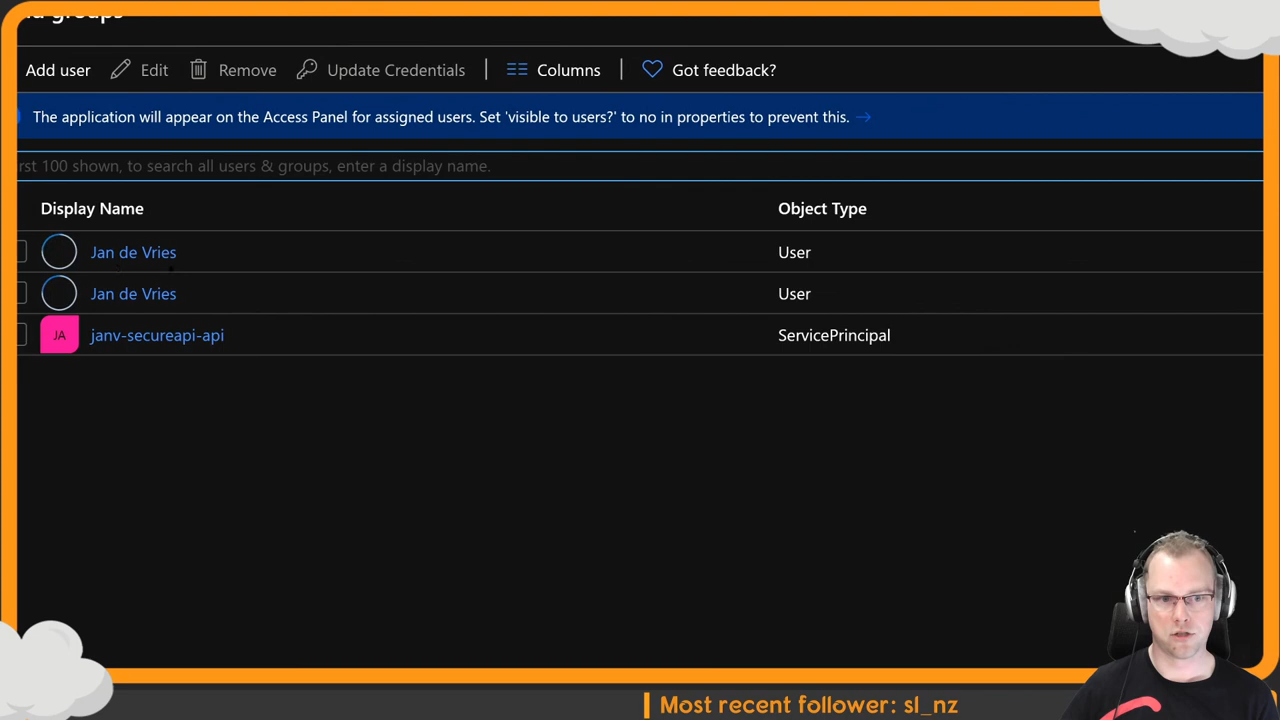 groups
Add user Edit Remove Update Credentials Columns Got feedback?
The application will appear on the Access Panel for assigned users. Set 'visible to users?' to no in properties to prevent this. →
100 shown, to search all users & groups, enter a display name.
Display Name Object Type
Jan de Vries User
Jan de Vries User
JA janv-secureapi-api ServicePrincipal
Most recent follower: sl_nz